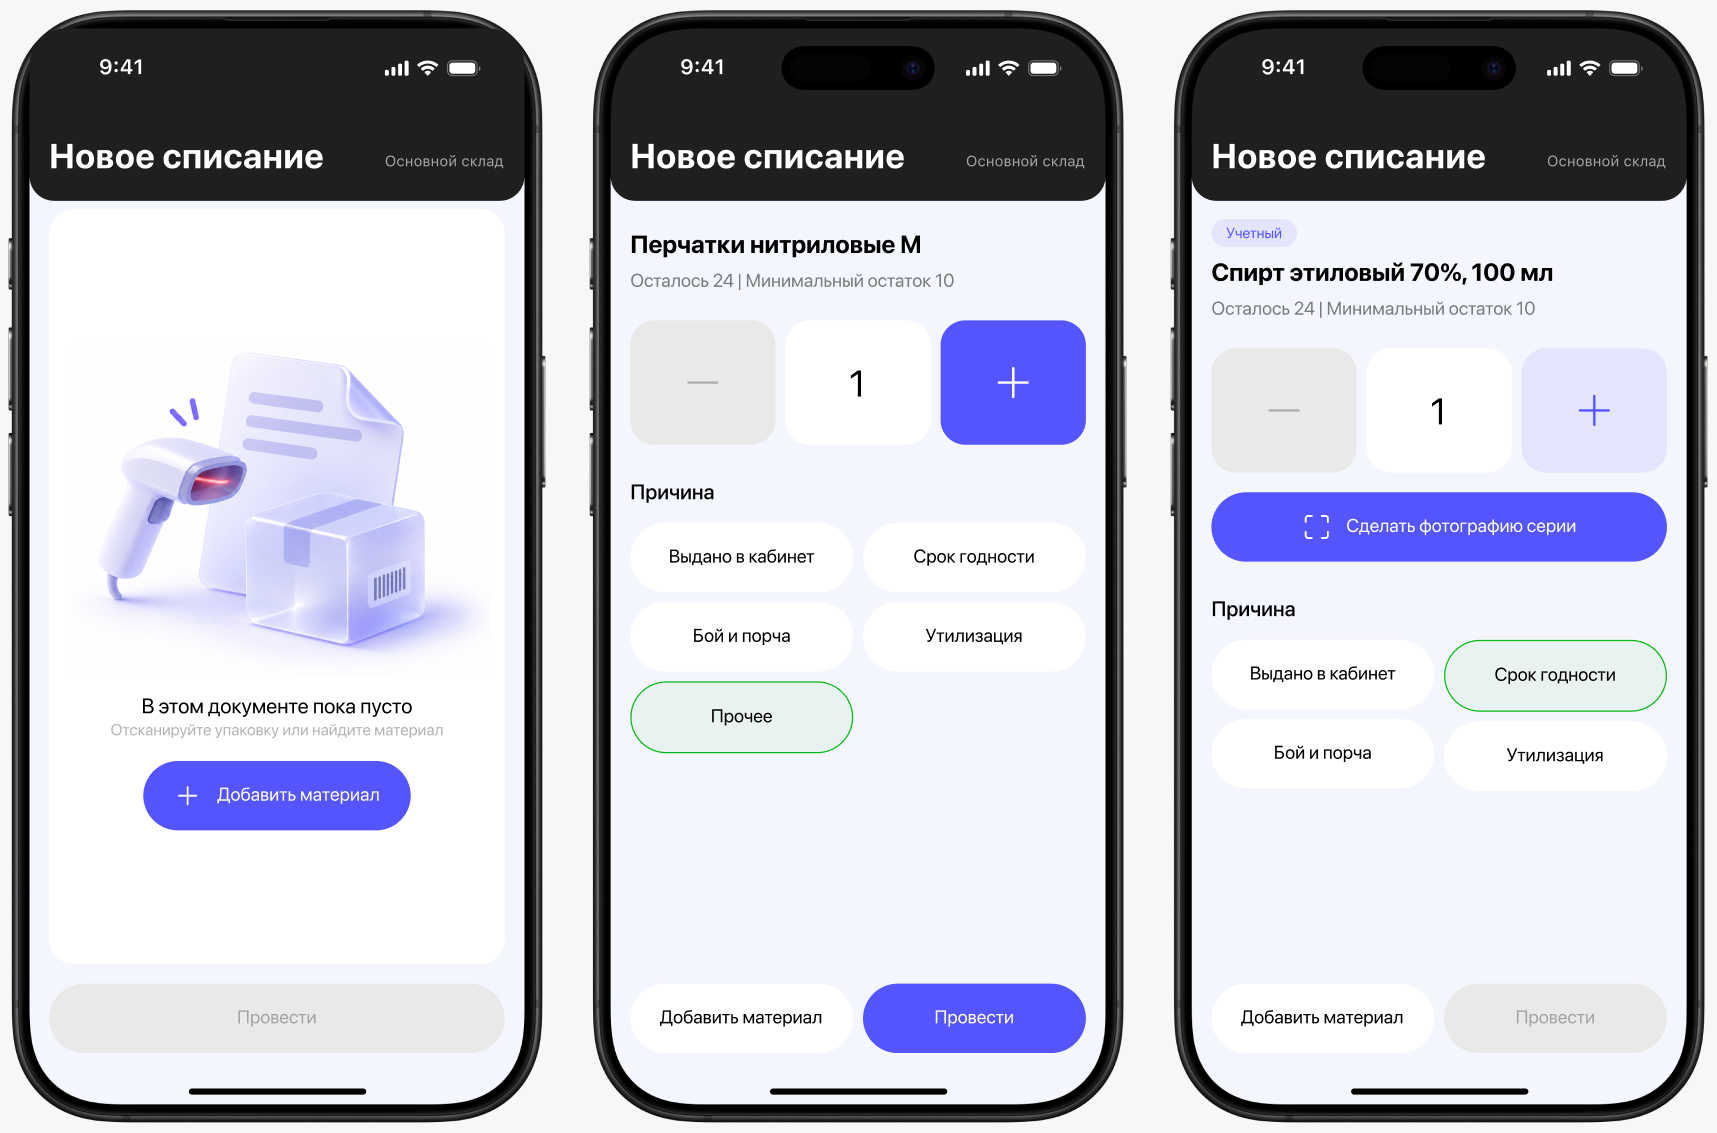 9:41
Новое списание
Основной склад
В этом документе пока пусто
Отсканируйте упаковку или найдите материал
Добавить материал
Провести
9:41
Новое списание
Основной склад
Перчатки нитриловые M
Осталось 24 | Минимальный остаток 10
1
Причина
Выдано в кабинет
Срок годности
Бой и порча
Утилизация
Прочее
Добавить материал
Провести
9:41
Новое списание
Основной склад
Учетный
Спирт этиловый 70%, 100 мл
Осталось 24 | Минимальный остаток 10
1
Сделать фотографию серии
Причина
Выдано в кабинет
Срок годности
Бой и порча
Утилизация
Добавить материал
Провести